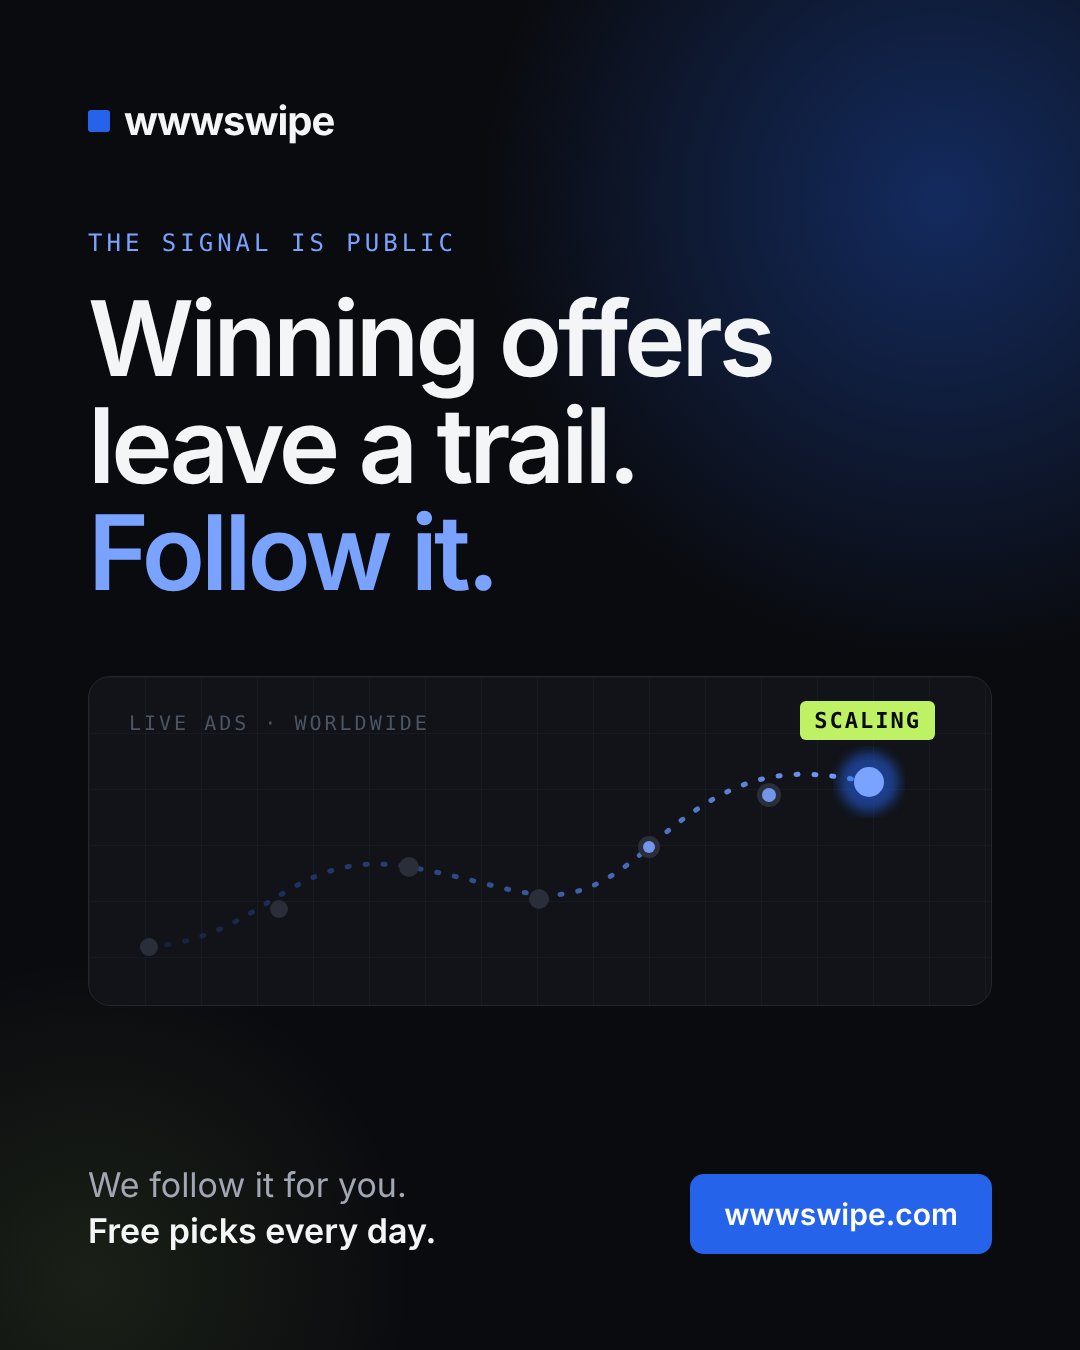 wwwswipe
THE SIGNAL IS PUBLIC
Winning offers
leave a trail.
Follow it.
LIVE ADS · WORLDWIDE
SCALING
We follow it for you.
Free picks every day.
wwwswipe.com